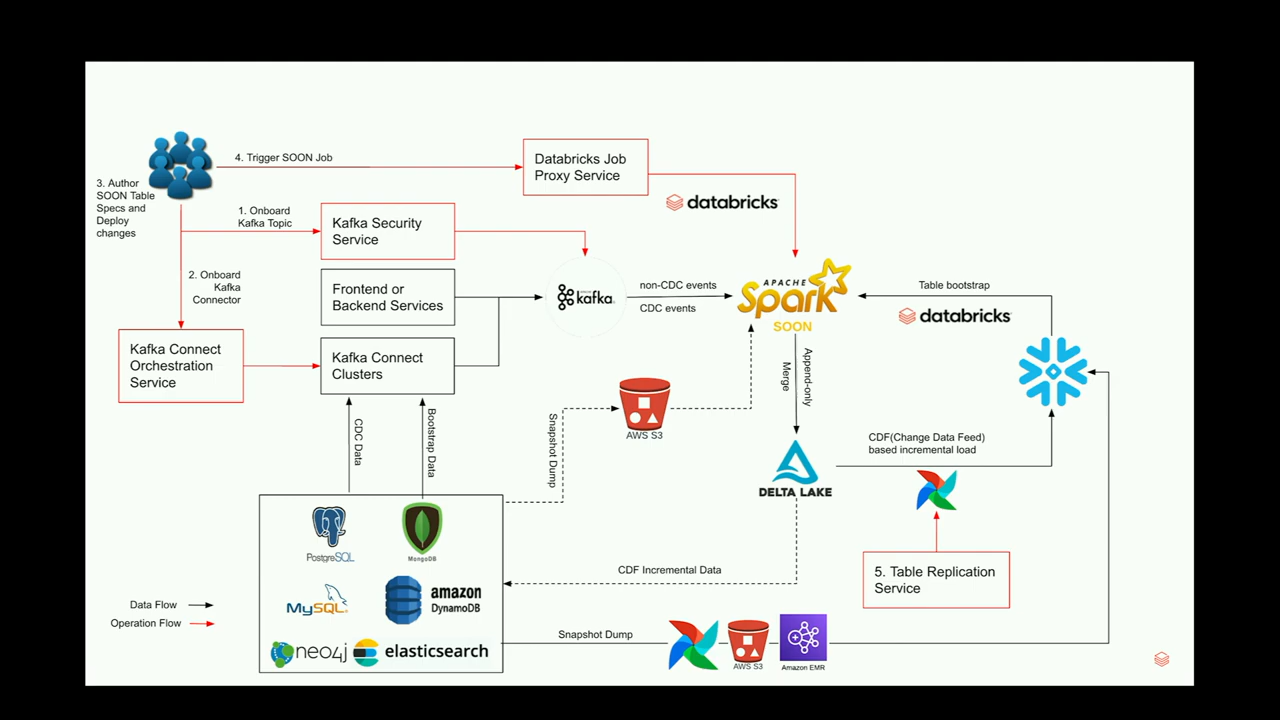 4. Trigger SOON Job
Databricks Job
Proxy Service
3. Author
SOON Table
Specs and
Deploy
changes
databricks
1. Onboard
Kafka Topic
Kafka Security
Service
2. Onboard
Kafka
Connector
Frontend or
Backend Services
kafka
non-CDC events
CDC events
APACHE
Spark
SOON
Table bootstrap
databricks
Kafka Connect
Orchestration
Service
Kafka Connect
Clusters
Append-only
Merge
AWS S3
CDC Data
Bootstrap Data
Snapshot Dump
CDF(Change Data Feed)
based incremental load
DELTA LAKE
PostgreSQL
MongoDB
CDF Incremental Data
5. Table Replication
Service
MySQL
amazon
DynamoDB
Data Flow
Operation Flow
neo4j
elasticsearch
Snapshot Dump
AWS S3
Amazon EMR